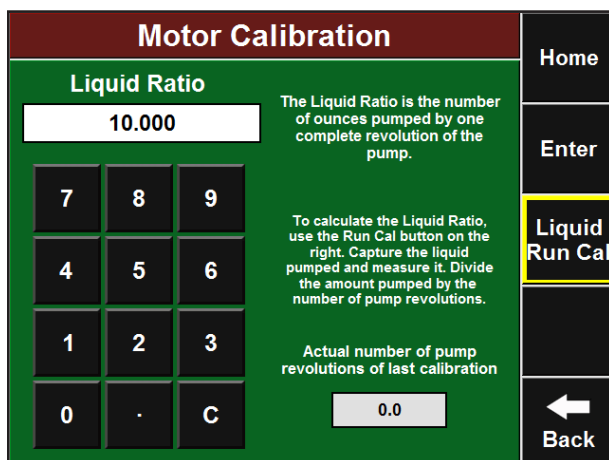 Motor Calibration
Liquid Ratio
10.000
7 8 9
4 5 6
1 2 3
0 . C
The Liquid Ratio is the number
of ounces pumped by one
complete revolution of the
pump.
To calculate the Liquid Ratio,
use the Run Cal button on the
right. Capture the liquid
pumped and measure it. Divide
the amount pumped by the
number of pump revolutions.
Actual number of pump
revolutions of last calibration
0.0
Home
Enter
Liquid
Run Cal
Back